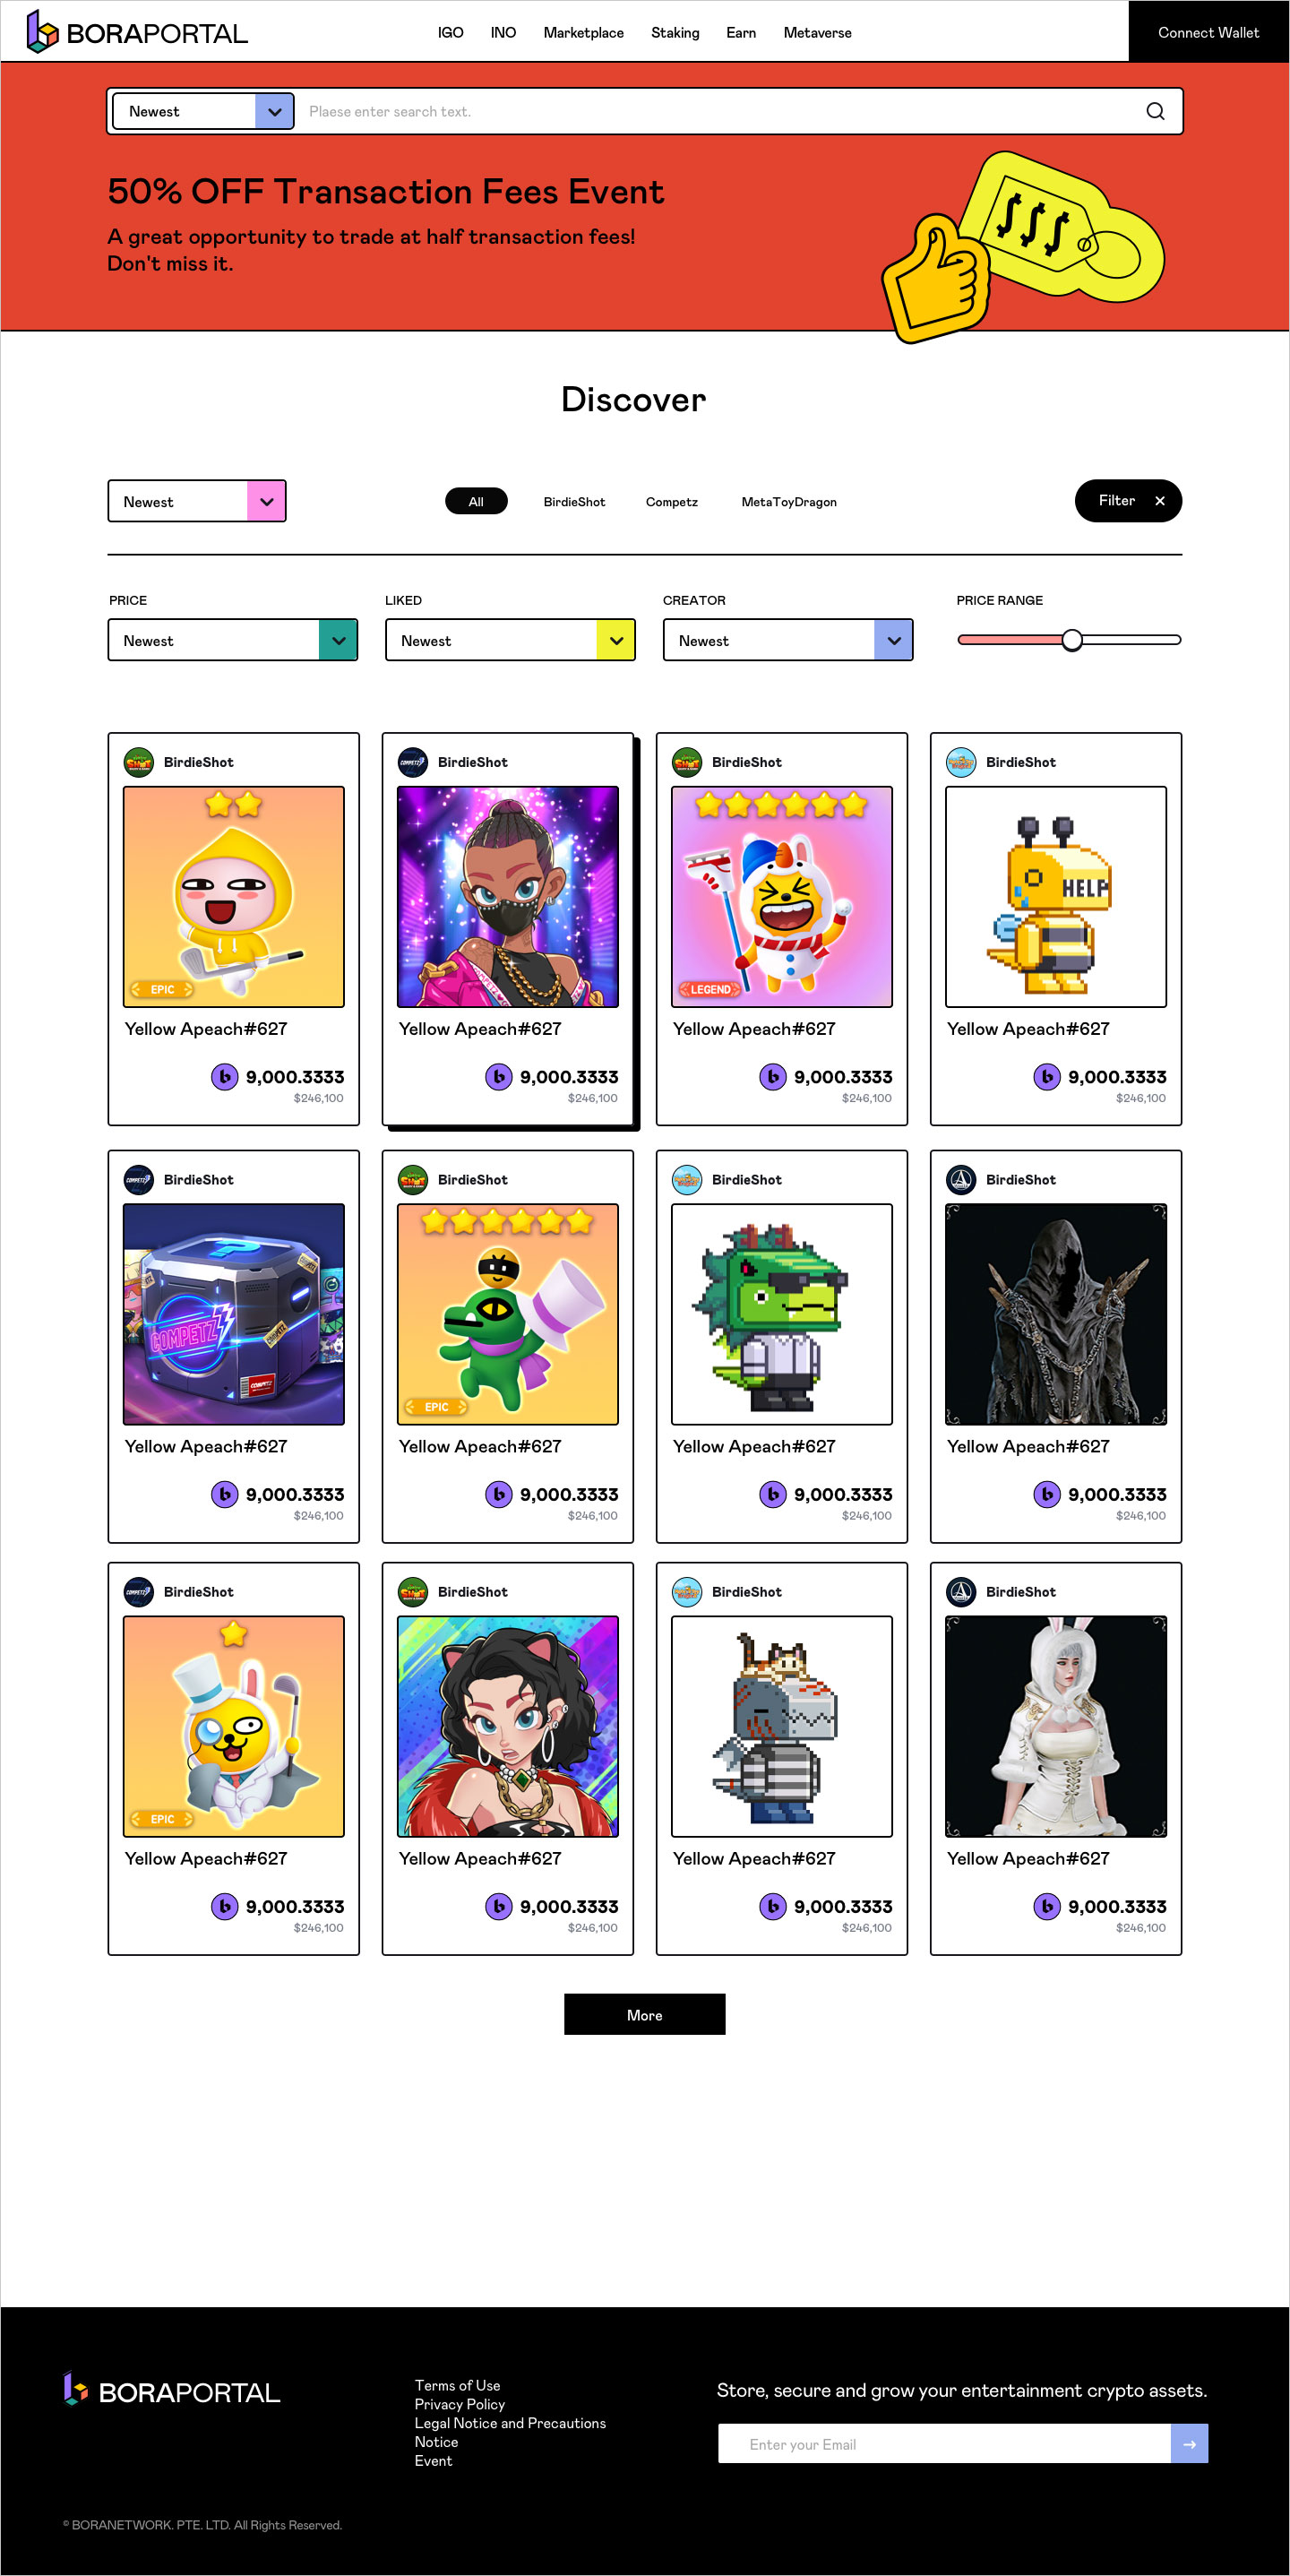 BORAPORTAL
IGO INO Marketplace Staking Earn Metaverse
Connect Wallet
Newest
Plaese enter search text.
50% OFF Transaction Fees Event
A great opportunity to trade at half transaction fees!
Don't miss it.
$$$
Discover
Newest
All BirdieShot Competz MetaToyDragon
Filter
PRICE LIKED CREATOR PRICE RANGE
Newest Newest Newest
BirdieShot BirdieShot BirdieShot BirdieShot
HELP
EPIC LEGEND
Yellow Apeach#627 Yellow Apeach#627 Yellow Apeach#627 Yellow Apeach#627
9,000.3333 9,000.3333 9,000.3333 9,000.3333
$246,100 $246,100 $246,100 $246,100
BirdieShot BirdieShot BirdieShot BirdieShot
COMPETZ
EPIC
Yellow Apeach#627 Yellow Apeach#627 Yellow Apeach#627 Yellow Apeach#627
9,000.3333 9,000.3333 9,000.3333 9,000.3333
$246,100 $246,100 $246,100 $246,100
BirdieShot BirdieShot BirdieShot BirdieShot
EPIC
Yellow Apeach#627 Yellow Apeach#627 Yellow Apeach#627 Yellow Apeach#627
9,000.3333 9,000.3333 9,000.3333 9,000.3333
$246,100 $246,100 $246,100 $246,100
More
BORAPORTAL
Terms of Use
Privacy Policy
Legal Notice and Precautions
Notice
Event
Store, secure and grow your entertainment crypto assets.
Enter your Email
© BORANETWORK. PTE. LTD. All Rights Reserved.